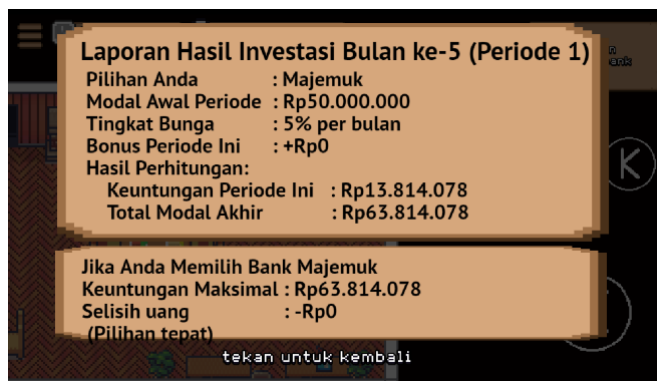 Laporan Hasil Investasi Bulan ke-5 (Periode 1)
Pilihan Anda : Majemuk
Modal Awal Periode : Rp50.000.000
Tingkat Bunga : 5% per bulan
Bonus Periode Ini : +Rp0
Hasil Perhitungan:
Keuntungan Periode Ini : Rp13.814.078
Total Modal Akhir : Rp63.814.078
K
Jika Anda Memilih Bank Majemuk
Keuntungan Maksimal : Rp63.814.078
Selisih uang : -Rp0
(Pilihan tepat)
tekan untuk kembali